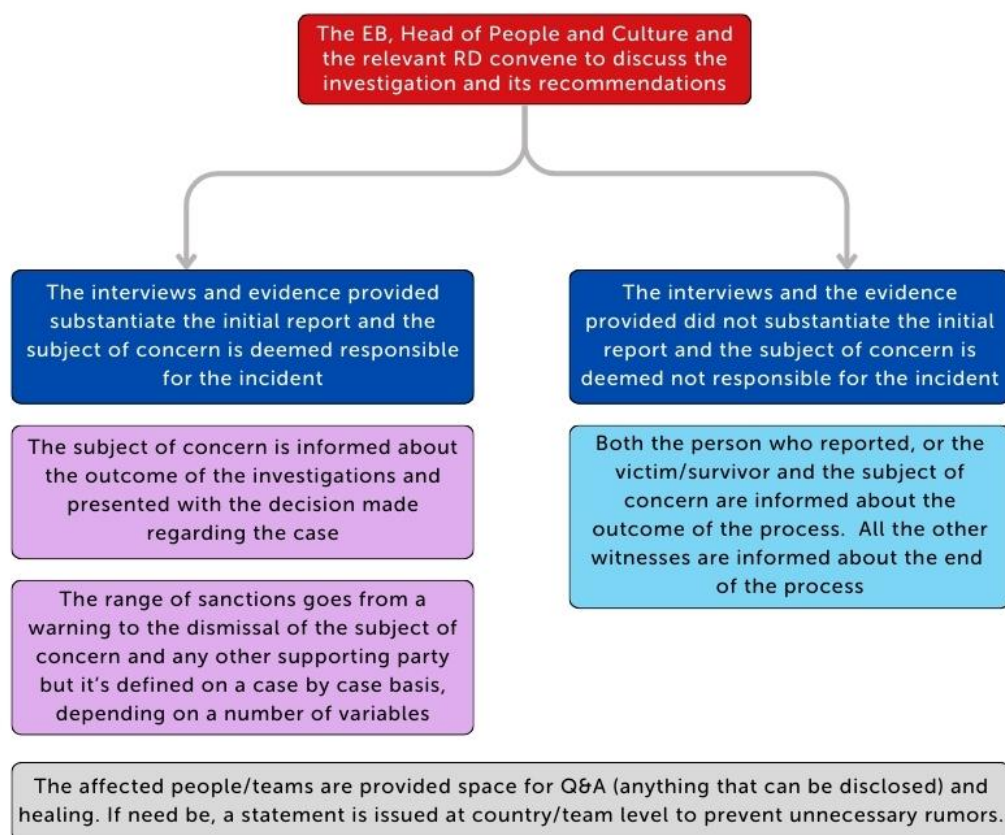 The EB, Head of People and Culture and
the relevant RD convene to discuss the
investigation and its recommendations
The interviews and evidence provided
substantiate the initial report and the
subject of concern is deemed responsible
for the incident
The interviews and the evidence
provided did not substantiate the initial
report and the subject of concern is
deemed not responsible for the incident
The subject of concern is informed about
the outcome of the investigations and
presented with the decision made
regarding the case
Both the person who reported, or the
victim/survivor and the subject of
concern are informed about the
outcome of the process. All the other
witnesses are informed about the end
of the process
The range of sanctions goes from a
warning to the dismissal of the subject of
concern and any other supporting party
but it's defined on a case by case basis,
depending on a number of variables
The affected people/teams are provided space for Q&A (anything that can be disclosed) and
healing. If need be, a statement is issued at country/team level to prevent unnecessary rumors.